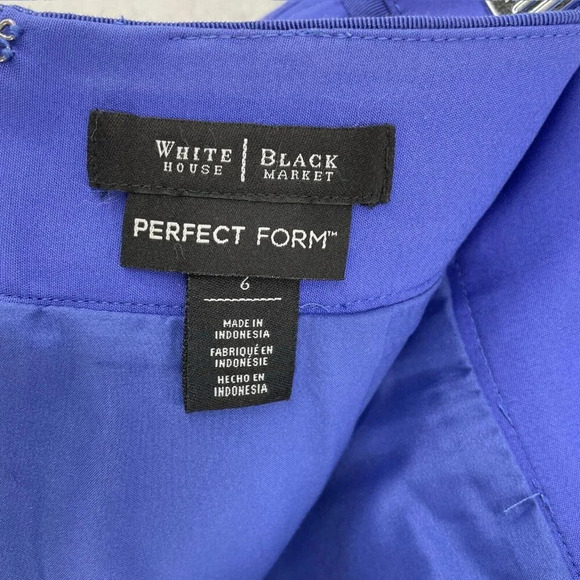 WHITE | BLACK
HOUSE MARKET
PERFECT FORM™
6
MADE IN
INDONESIA
FABRIQUÉ EN
INDONÉSIE
HECHO EN
INDONESIA